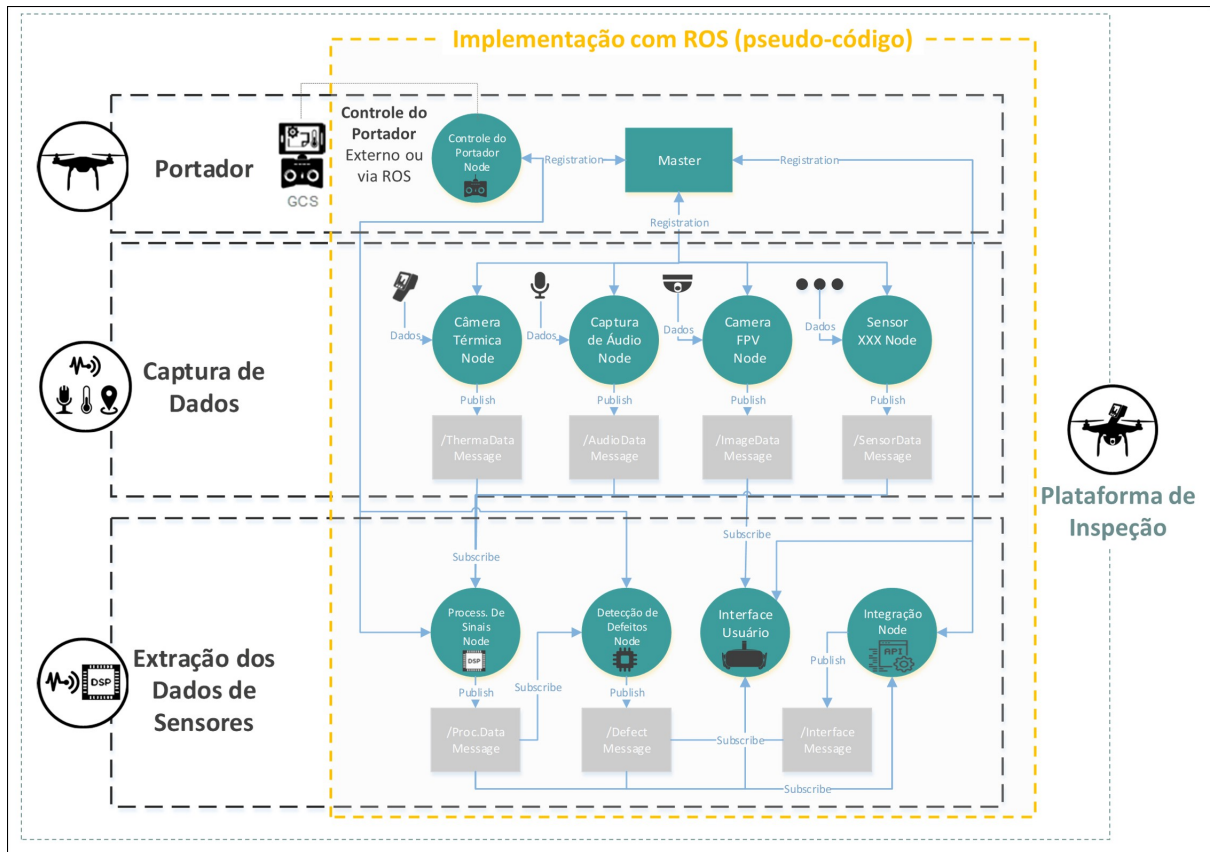 Implementação com ROS (pseudo-código)
Portador
GCS
Controle do
Portador
Externo ou
via ROS
Controle do
Portador
Node
Registration
Master
Registration
Registration
Captura de
Dados
Dados
Câmera
Térmica
Node
Dados
Captura
de Áudio
Node
Dados
Camera
FPV
Node
Dados
Sensor
XXX Node
Publish
Publish
Publish
Publish
/ThermaData
Message
/AudioData
Message
/ImageData
Message
/SensorData
Message
Plataforma de
Inspeção
Subscribe
Subscribe
Extração dos
Dados de
Sensores
DSP
Process. De
Sinais
Node
DSP
Detecção de
Defeitos
Node
Interface
Usuário
Integração
Node
API
Publish
Subscribe
Publish
Publish
/Proc.Data
Message
/Defect
Message
Subscribe
/Interface
Message
Subscribe